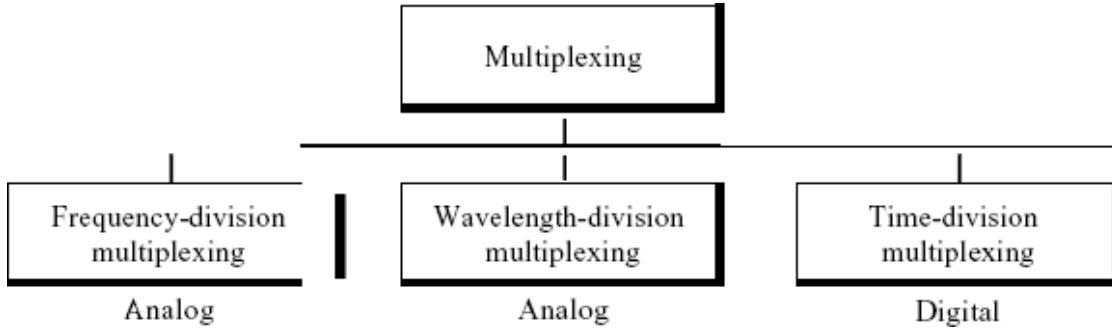 Multiplexing
Frequency-division
multiplexing
Wavelength-division
multiplexing
Time-division
multiplexing
Analog
Analog
Digital